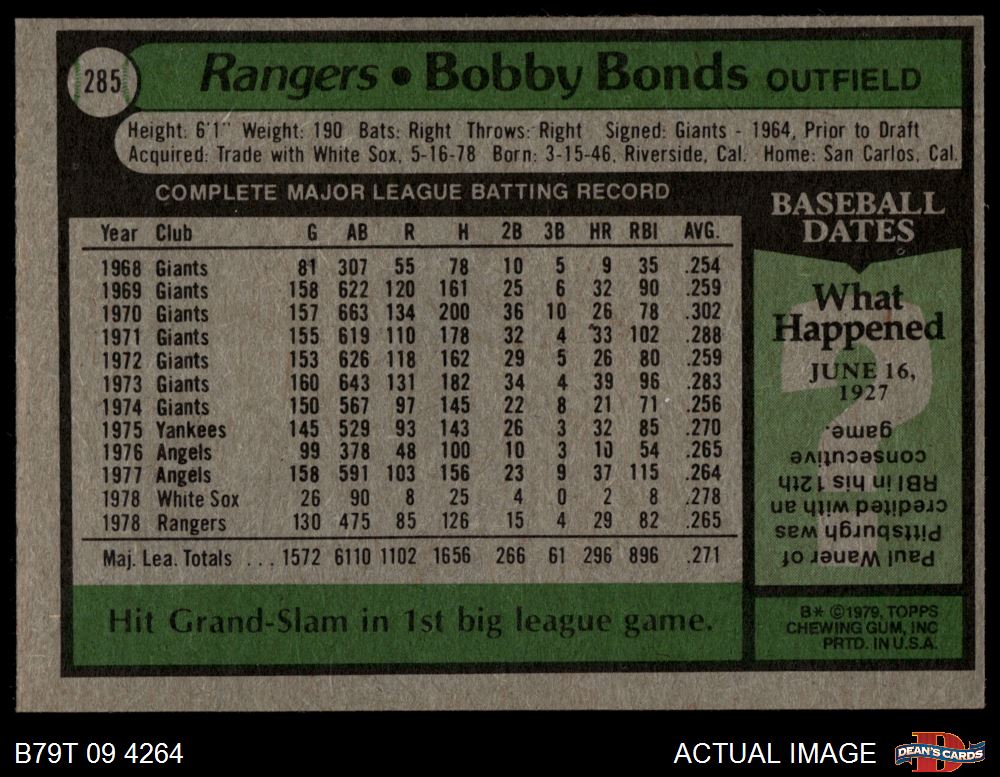 285
Rangers • Bobby Bonds OUTFIELD
Height: 6'1" Weight: 190 Bats: Right Throws: Right Signed: Giants - 1964, Prior to Draft
Acquired: Trade with White Sox, 5-16-78 Born: 3-15-46, Riverside, Cal. Home: San Carlos, Cal.
COMPLETE MAJOR LEAGUE BATTING RECORD
Year Club G AB R H 2B 3B HR RBI AVG.
1968 Giants 81 307 55 78 10 5 9 35 .254
1969 Giants 158 622 120 161 25 6 32 90 .259
1970 Giants 157 663 134 200 36 10 26 78 .302
1971 Giants 155 619 110 178 32 4 33 102 .288
1972 Giants 153 626 118 162 29 5 26 80 .259
1973 Giants 160 643 131 182 34 4 39 96 .283
1974 Giants 150 567 97 145 22 8 21 71 .256
1975 Yankees 145 529 93 143 26 3 32 85 .270
1976 Angels 99 378 48 100 10 3 10 54 .265
1977 Angels 158 591 103 156 23 9 37 115 .264
1978 White Sox 26 90 8 25 4 0 2 8 .278
1978 Rangers 130 475 85 126 15 4 29 82 .265
Maj. Lea. Totals ... 1572 6110 1102 1656 266 61 296 896 .271
Hit Grand-Slam in 1st big league game.
BASEBALL
DATES
What
Happened
JUNE 16,
1927
?
Paul Waner of
Pittsburgh was
credited with an
RBI in his 12th
consecutive
game.
B* ©1979, TOPPS
CHEWING GUM, INC
PRTD. IN U.S.A.
B79T 09 4264
ACTUAL IMAGE
D
DEAN'S CARDS